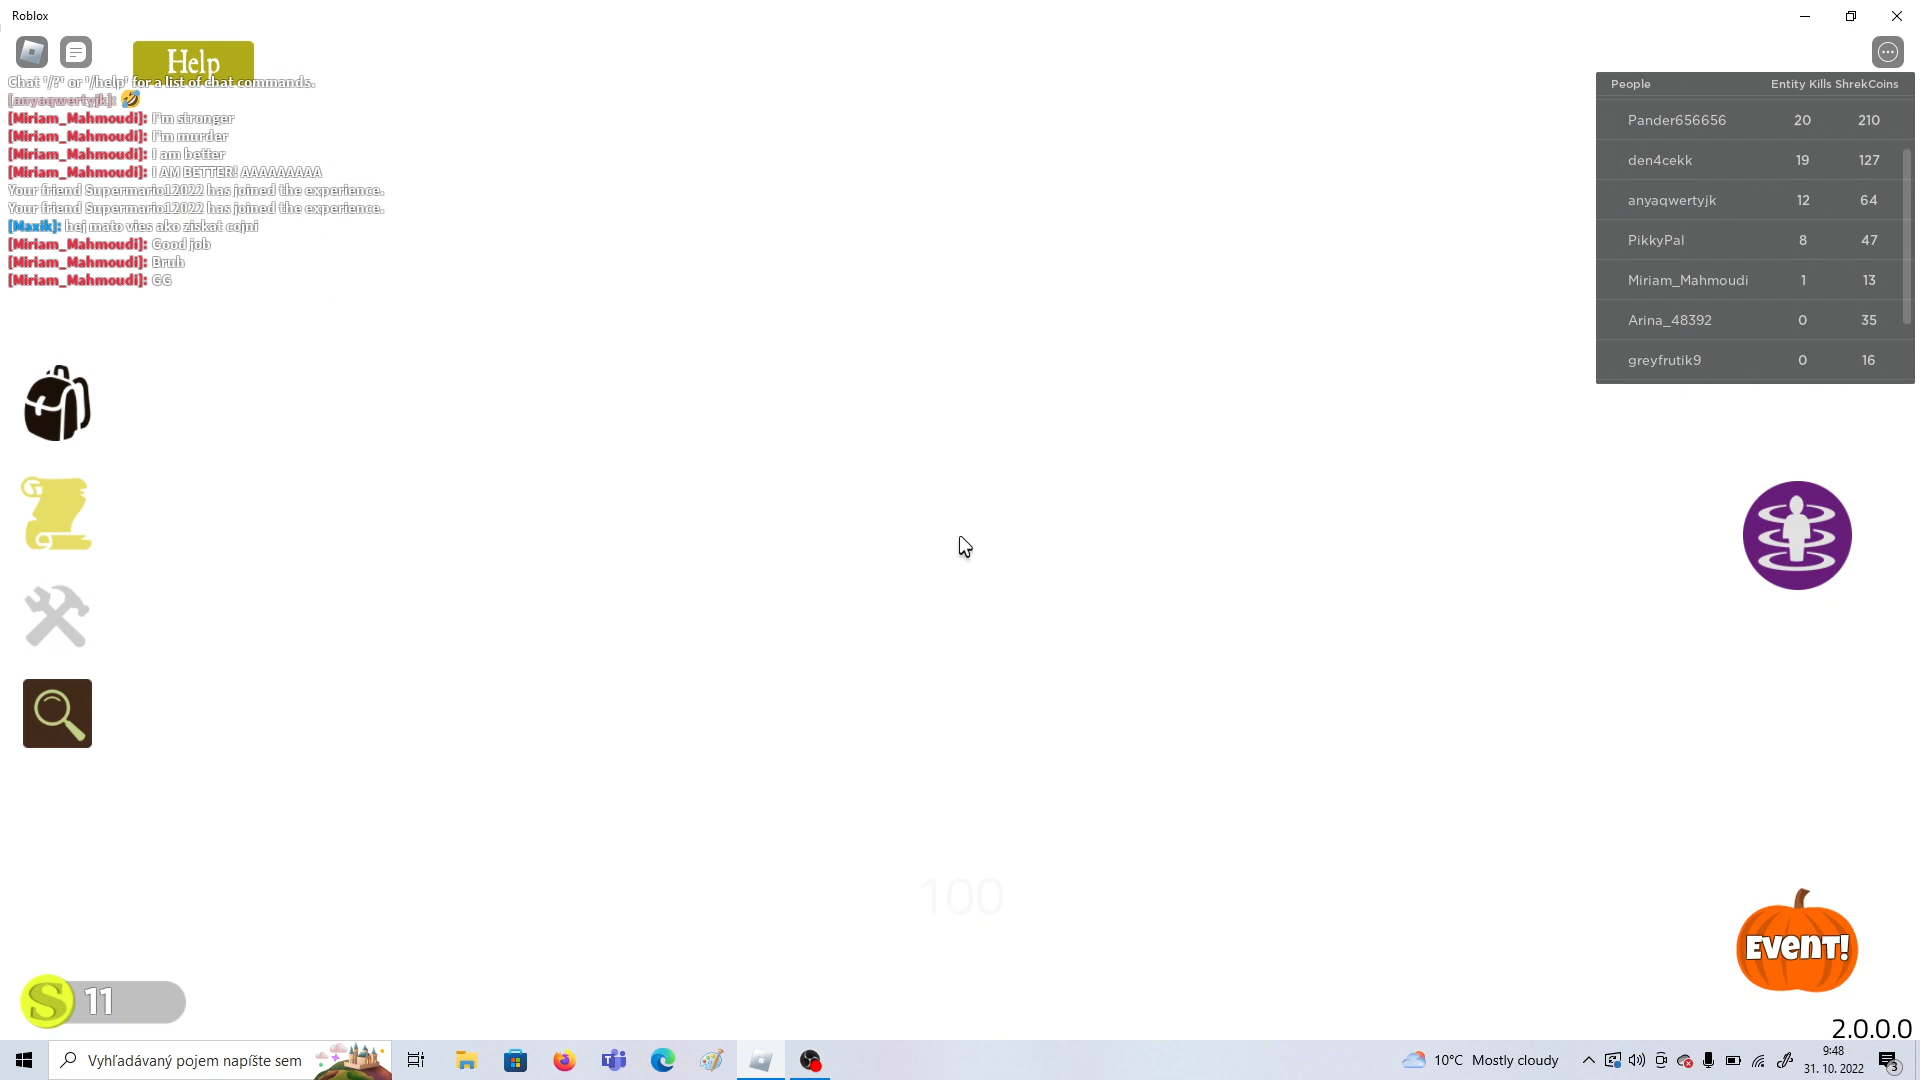 Roblox
Help
Chat '/?' or '/help' for a list of chat commands.
[anyaqwertyjk]: 🤣
[Miriam_Mahmoudi]: I'm stronger
[Miriam_Mahmoudi]: I'm murder
[Miriam_Mahmoudi]: I am better
[Miriam_Mahmoudi]: I AM BETTER! AAAAAAAAA
Your friend Supermario12022 has joined the experience.
Your friend Supermario12022 has joined the experience.
[Maxik]: hej mato vies ako ziskat cojni
[Miriam_Mahmoudi]: Good job
[Miriam_Mahmoudi]: Bruh
[Miriam_Mahmoudi]: GG
People Entity Kills ShrekCoins
Pander656656 20 210
den4cekk 19 127
anyaqwertyjk 12 64
PikkyPal 8 47
Miriam_Mahmoudi 1 13
Arina_48392 0 35
greyfrutik9 0 16
100
EVENT!
S 11
2.0.0.0
Vyhľadávaný pojem napíšte sem
10°C Mostly cloudy
9:48
31. 10. 2022
3